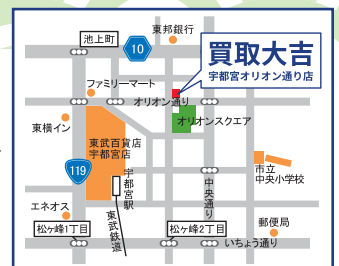 東邦銀行
池上町
10
買取大吉
宇都宮オリオン通り店
ファミリーマート
オリオン通り
オリオンスクエア
東横イン
東武百貨店
宇都宮店
119
宇都宮駅
東武鉄道
中央通り
市立
中央小学校
エネオス
松ヶ峰1丁目
松ヶ峰2丁目
郵便局
いちょう通り